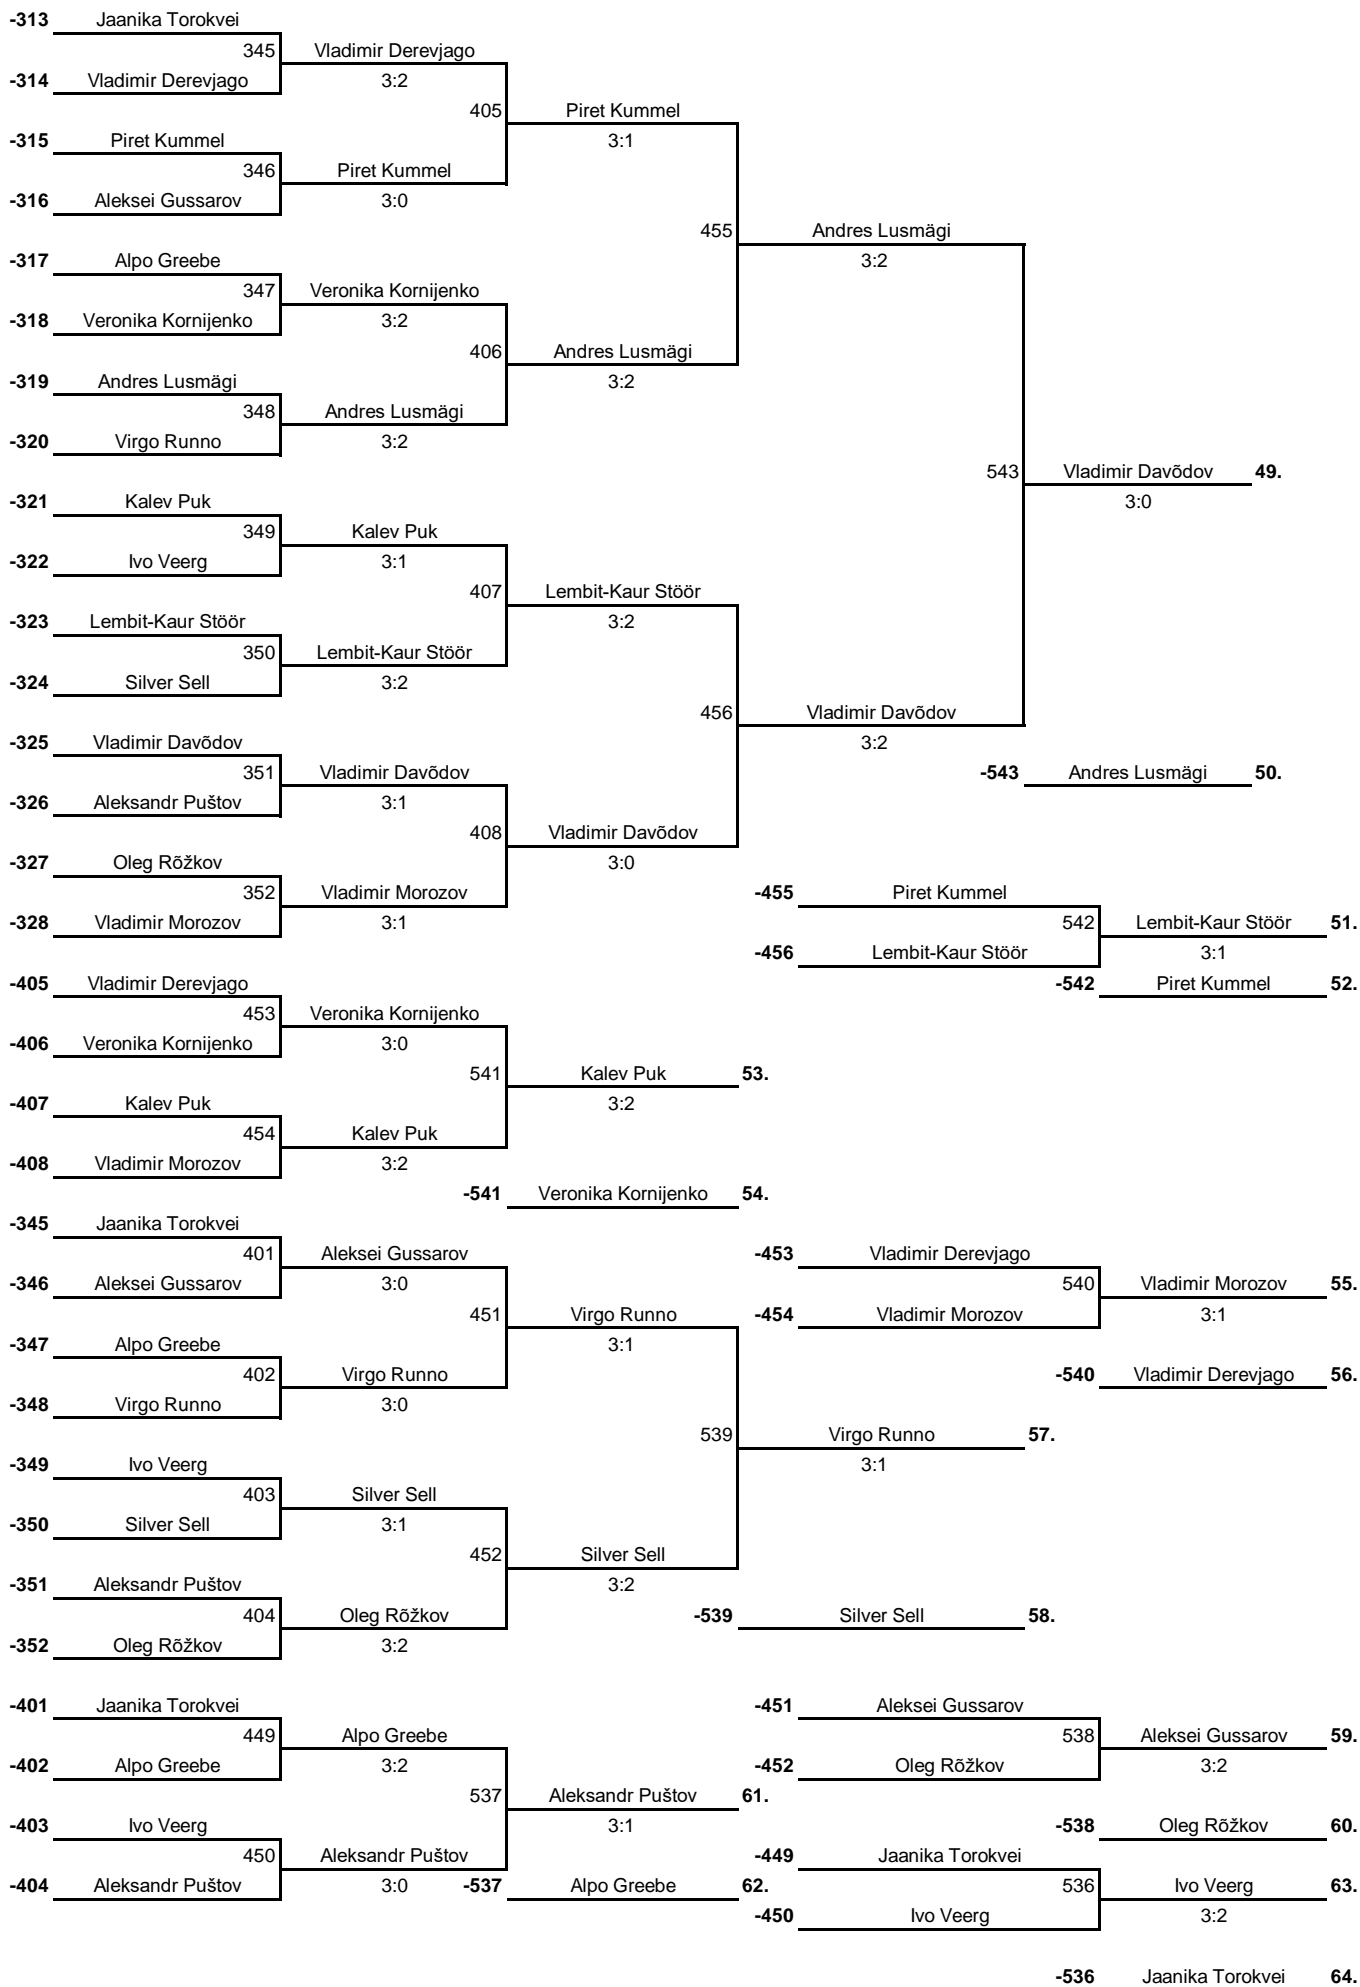 -313 Jaanika Torokvei
345 Vladimir Derevjago
-314 Vladimir Derevjago 3:2
405 Piret Kummel
-315 Piret Kummel 3:1
346 Piret Kummel
-316 Aleksei Gussarov 3:0
455 Andres Lusmägi
-317 Alpo Greebe 3:2
347 Veronika Kornijenko
-318 Veronika Kornijenko 3:2
406 Andres Lusmägi
-319 Andres Lusmägi 3:2
348 Andres Lusmägi
-320 Virgo Runno 3:2
543 Vladimir Davõdov 49.
-321 Kalev Puk 3:0
349 Kalev Puk
-322 Ivo Veerg 3:1
407 Lembit-Kaur Stöör
-323 Lembit-Kaur Stöör 3:2
350 Lembit-Kaur Stöör
-324 Silver Sell 3:2
456 Vladimir Davõdov
-325 Vladimir Davõdov 3:2
351 Vladimir Davõdov -543 Andres Lusmägi 50.
-326 Aleksandr Puštov 3:1
408 Vladimir Davõdov
-327 Oleg Rõžkov 3:0
352 Vladimir Morozov -455 Piret Kummel
-328 Vladimir Morozov 3:1 542 Lembit-Kaur Stöör 51.
-456 Lembit-Kaur Stöör 3:1
-405 Vladimir Derevjago -542 Piret Kummel 52.
453 Veronika Kornijenko
-406 Veronika Kornijenko 3:0
541 Kalev Puk 53.
-407 Kalev Puk 3:2
454 Kalev Puk
-408 Vladimir Morozov 3:2
-541 Veronika Kornijenko 54.
-345 Jaanika Torokvei
401 Aleksei Gussarov -453 Vladimir Derevjago
-346 Aleksei Gussarov 3:0 540 Vladimir Morozov 55.
451 Virgo Runno -454 Vladimir Morozov 3:1
-347 Alpo Greebe 3:1
402 Virgo Runno -540 Vladimir Derevjago 56.
-348 Virgo Runno 3:0
539 Virgo Runno 57.
-349 Ivo Veerg 3:1
403 Silver Sell
-350 Silver Sell 3:1
452 Silver Sell
-351 Aleksandr Puštov 3:2
404 Oleg Rõžkov -539 Silver Sell 58.
-352 Oleg Rõžkov 3:2
-401 Jaanika Torokvei -451 Aleksei Gussarov
449 Alpo Greebe 538 Aleksei Gussarov 59.
-402 Alpo Greebe 3:2 -452 Oleg Rõžkov 3:2
537 Aleksandr Puštov 61.
-403 Ivo Veerg 3:1 -538 Oleg Rõžkov 60.
450 Aleksandr Puštov -449 Jaanika Torokvei
-404 Aleksandr Puštov 3:0 -537 Alpo Greebe 62. 536 Ivo Veerg 63.
-450 Ivo Veerg 3:2
-536 Jaanika Torokvei 64.